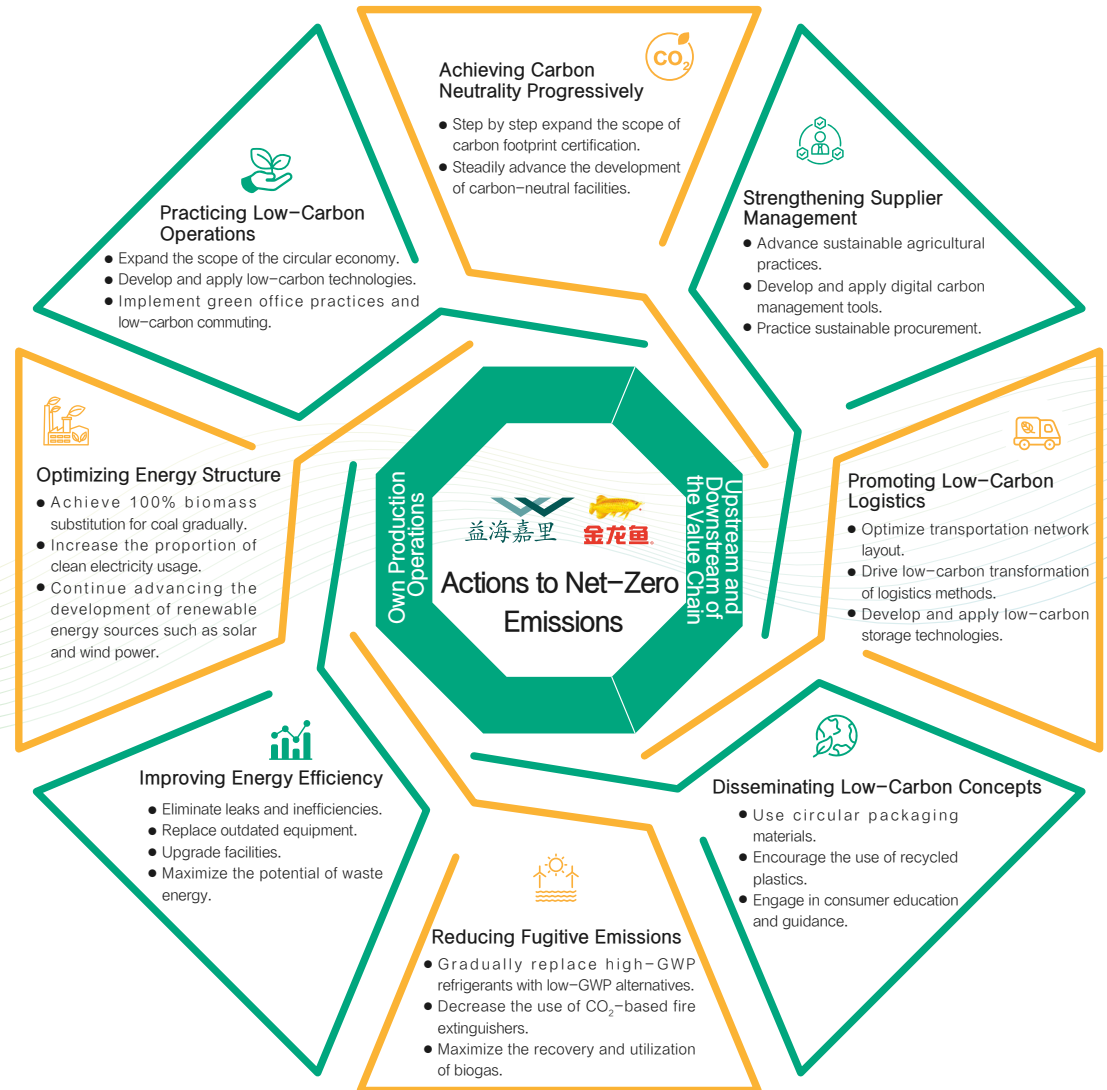 CO2
Achieving Carbon
Neutrality Progressively
● Step by step expand the scope of
carbon footprint certification.
● Steadily advance the development
of carbon-neutral facilities.
Practicing Low-Carbon
Operations
● Expand the scope of the circular economy.
● Develop and apply low-carbon technologies.
● Implement green office practices and
low-carbon commuting.
Strengthening Supplier
Management
● Advance sustainable agricultural
practices.
● Develop and apply digital carbon
management tools.
● Practice sustainable procurement.
Optimizing Energy Structure
● Achieve 100% biomass
substitution for coal gradually.
● Increase the proportion of
clean electricity usage.
● Continue advancing the
development of renewable
energy sources such as solar
and wind power.
Own Production
Operations
益海嘉里
金龙鱼
Actions to Net-Zero
Emissions
Upstream and
Downstream of
the Value Chain
Promoting Low-Carbon
Logistics
● Optimize transportation network
layout.
● Drive low-carbon transformation
of logistics methods.
● Develop and apply low-carbon
storage technologies.
Improving Energy Efficiency
● Eliminate leaks and inefficiencies.
● Replace outdated equipment.
● Upgrade facilities.
● Maximize the potential of waste
energy.
Disseminating Low-Carbon Concepts
● Use circular packaging
materials.
● Encourage the use of recycled
plastics.
● Engage in consumer education
and guidance.
Reducing Fugitive Emissions
● Gradually replace high-GWP
refrigerants with low-GWP alternatives.
● Decrease the use of CO2-based fire
extinguishers.
● Maximize the recovery and utilization
of biogas.